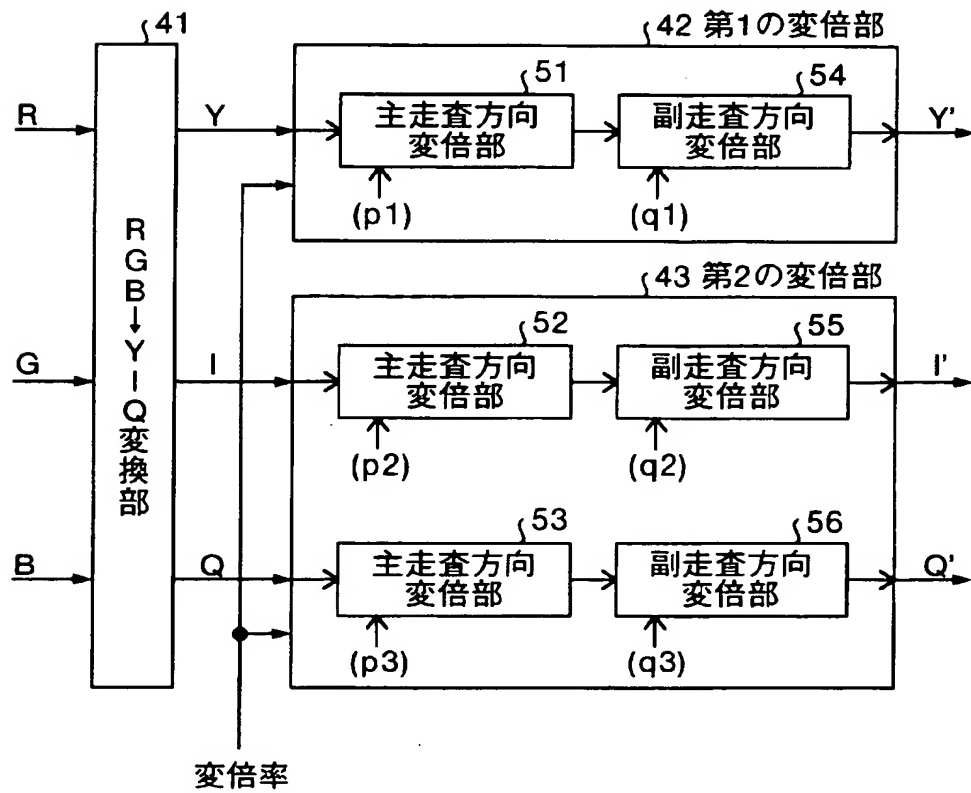 41
42 第1の変倍部
51
54
R
Y
主走査方向
変倍部
副走査方向
変倍部
Y'
(p1)
(q1)
RGB→YIQ変換部
43 第2の変倍部
52
55
G
I
主走査方向
変倍部
副走査方向
変倍部
I'
(p2)
(q2)
53
56
B
Q
主走査方向
変倍部
副走査方向
変倍部
Q'
(p3)
(q3)
変倍率